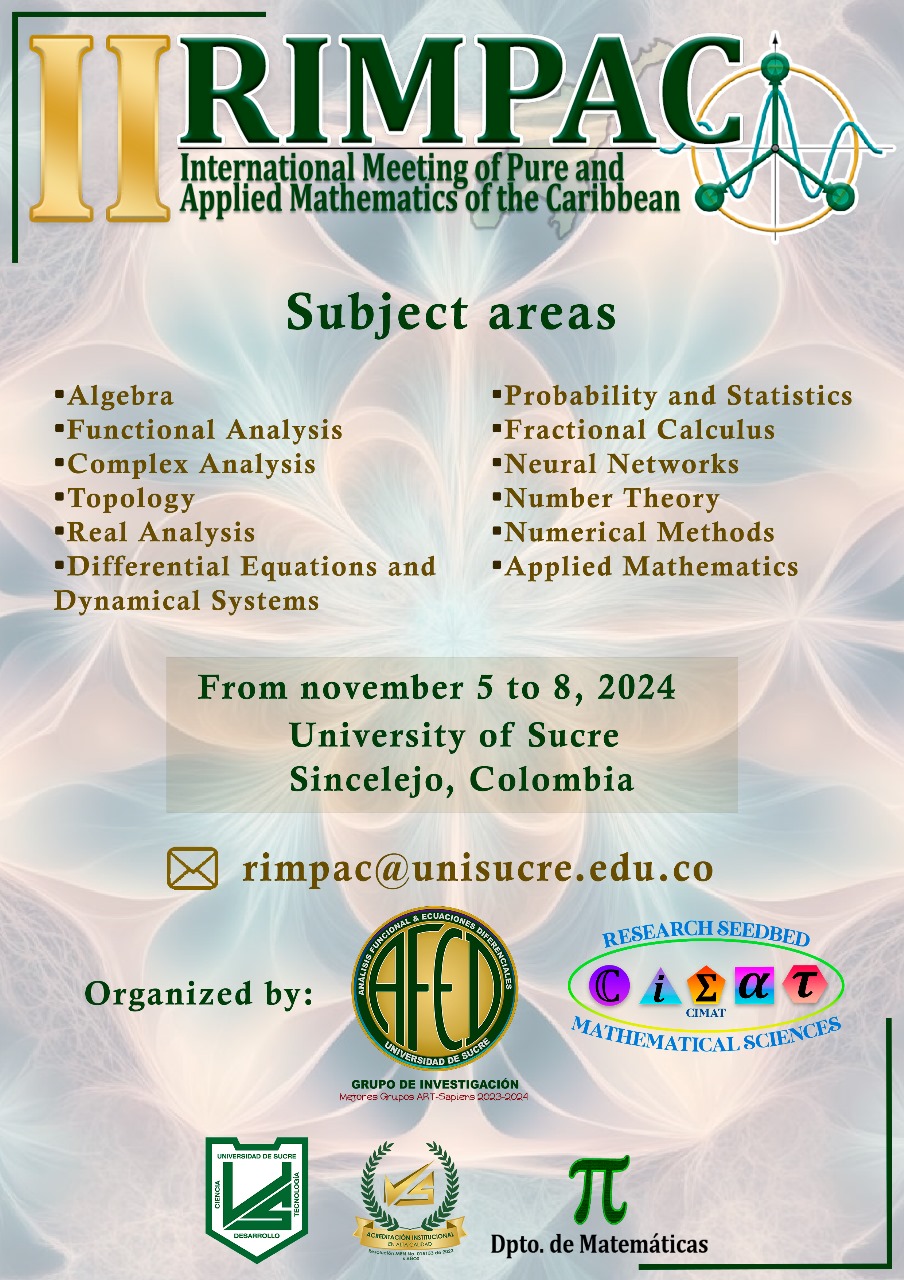 II RIMPAC
International Meeting of Pure and
Applied Mathematics of the Caribbean
Subject areas
▪Algebra
▪Functional Analysis
▪Complex Analysis
▪Topology
▪Real Analysis
▪Differential Equations and
Dynamical Systems
▪Probability and Statistics
▪Fractional Calculus
▪Neural Networks
▪Number Theory
▪Numerical Methods
▪Applied Mathematics
From november 5 to 8, 2024
University of Sucre
Sincelejo, Colombia
rimpac@unisucre.edu.co
Organized by:
ANÁLISIS FUNCIONAL & ECUACIONES DIFERENCIALES
AFED
UNIVERSIDAD DE SUCRE
GRUPO DE INVESTIGACIÓN
Mejores Grupos ART-Sapiens 2023-2024
RESEARCH SEEDBED
ℂ i Σ α τ
CIMAT
MATHEMATICAL SCIENCES
UNIVERSIDAD DE SUCRE
CIENCIA
TECNOLOGÍA
DESARROLLO
ACREDITACIÓN INSTITUCIONAL
EN ALTA CALIDAD
π
Dpto. de Matemáticas